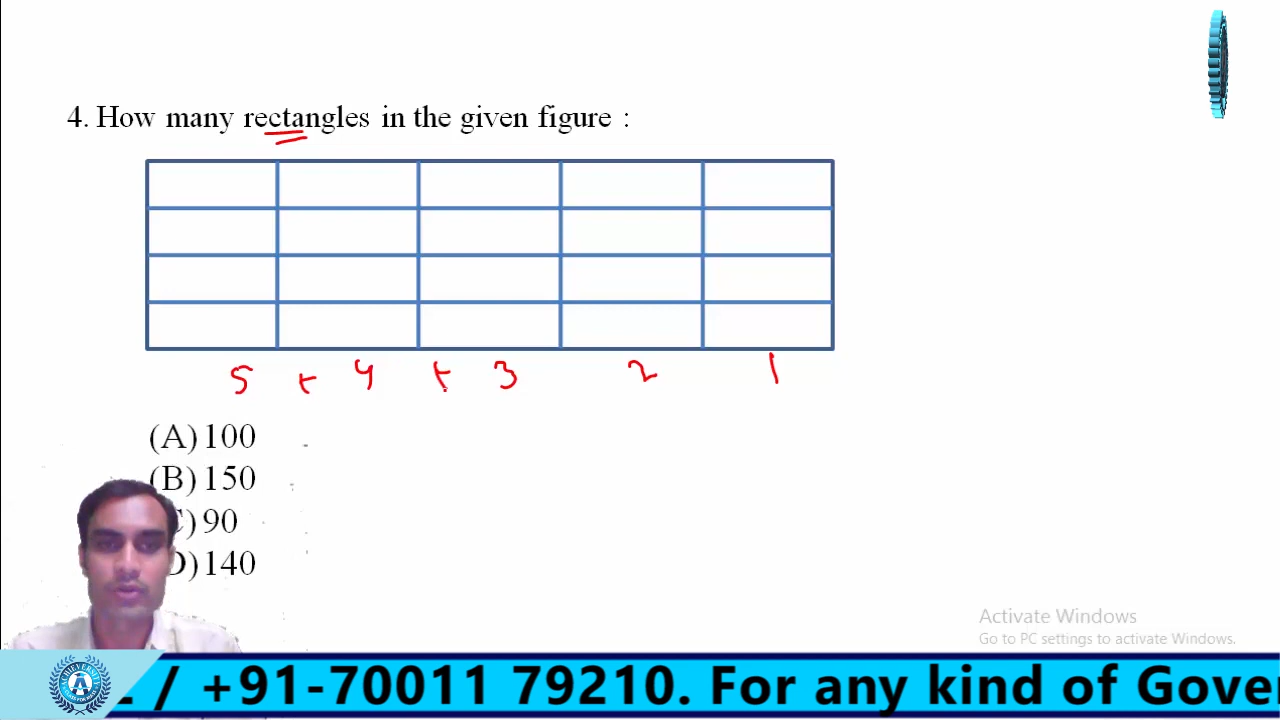 4. How many rectangles in the given figure :
5 + 4 + 3 2 1
(A) 100
(B) 150
C) 90
D) 140
Activate Windows
Go to PC settings to activate Windows.
/ +91-70011 79210. For any kind of Gover